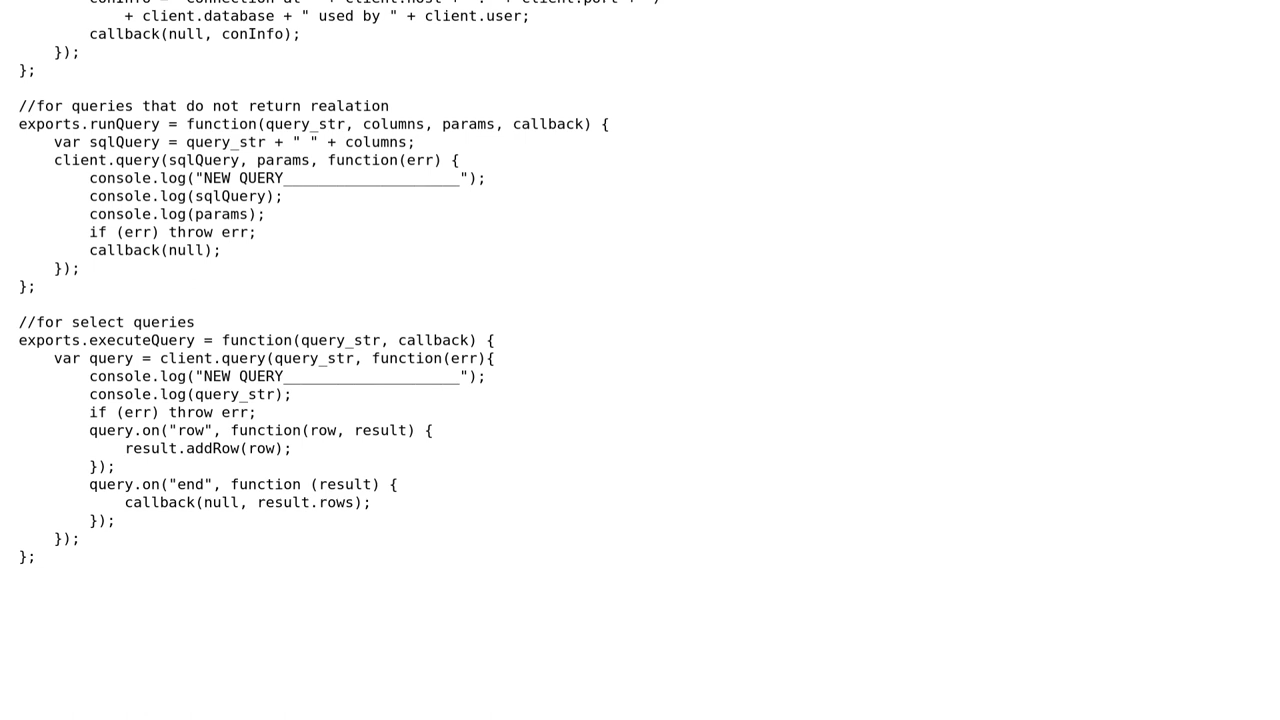 + client.database + " used by " + client.user;
callback(null, conInfo);
});
};
//for queries that do not return realation
exports.runQuery = function(query_str, columns, params, callback) {
var sqlQuery = query_str + " " + columns;
client.query(sqlQuery, params, function(err) {
console.log("NEW QUERY____________________");
console.log(sqlQuery);
console.log(params);
if (err) throw err;
callback(null);
});
};
//for select queries
exports.executeQuery = function(query_str, callback) {
var query = client.query(query_str, function(err){
console.log("NEW QUERY____________________");
console.log(query_str);
if (err) throw err;
query.on("row", function(row, result) {
result.addRow(row);
});
query.on("end", function (result) {
callback(null, result.rows);
});
});
};